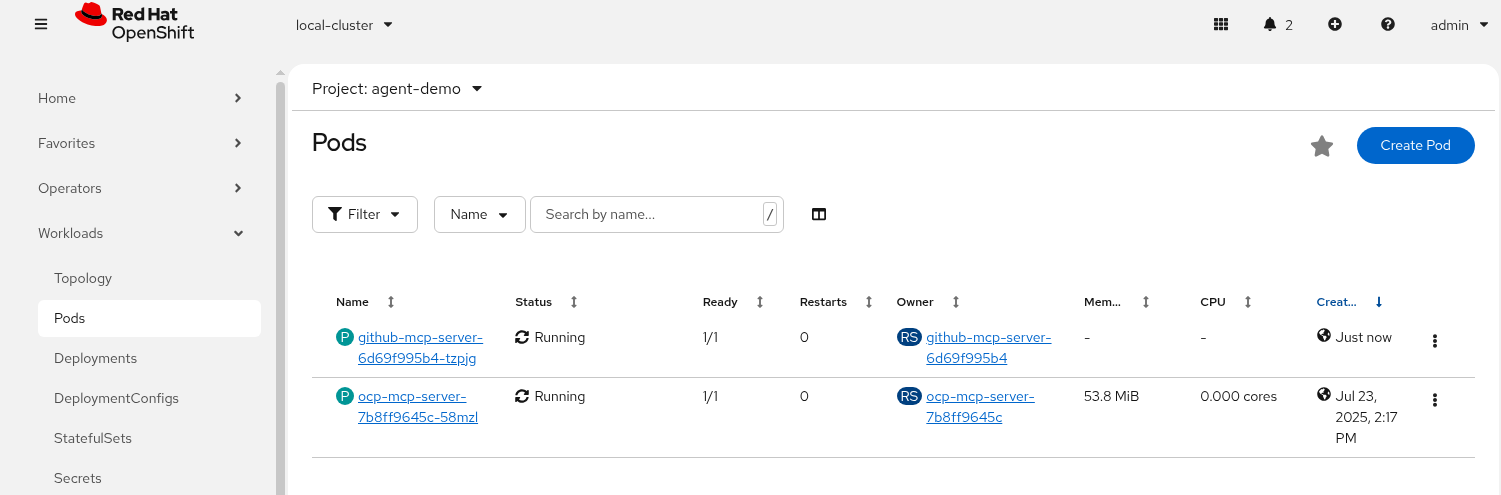 Red Hat
OpenShift
local-cluster
2
admin
Home
Favorites
Operators
Workloads
Topology
Pods
Deployments
DeploymentConfigs
StatefulSets
Secrets
Project: agent-demo
Pods
Create Pod
Filter
Name
Search by name...
/
Name Status Ready Restarts Owner Mem... CPU Creat...
P github-mcp-server- Running 1/1 0 RS github-mcp-server- - - Just now
6d69f995b4-tzpjg 6d69f995b4
P ocp-mcp-server- Running 1/1 0 RS ocp-mcp-server- 53.8 MiB 0.000 cores Jul 23,
7b8ff9645c-58mzl 7b8ff9645c 2025, 2:17
PM